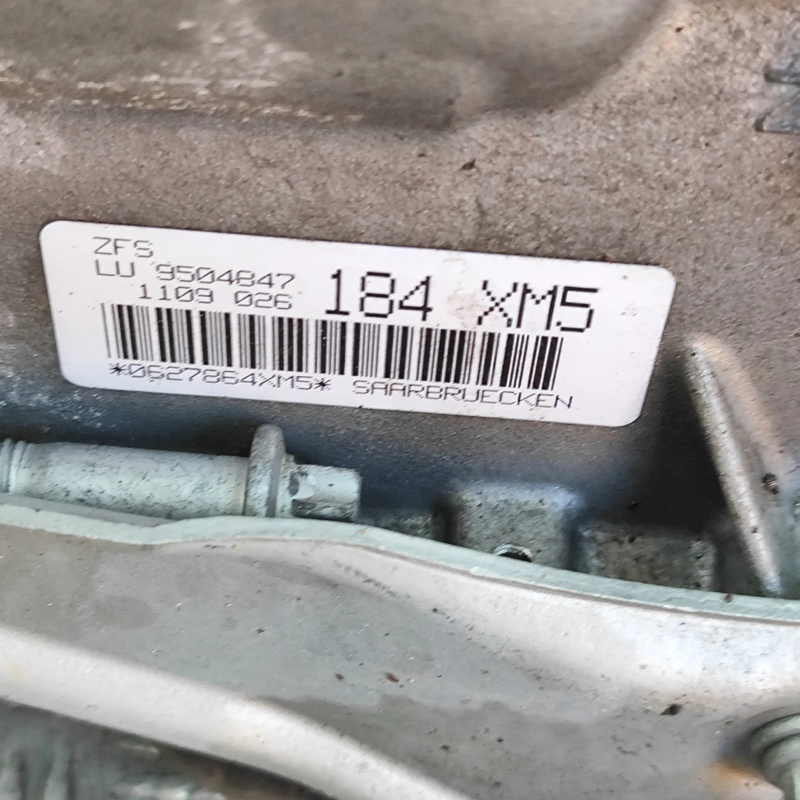 ZFS
LU 9504847
1109 026
184 XM5
*0627864XM5* SAARBRUECKEN